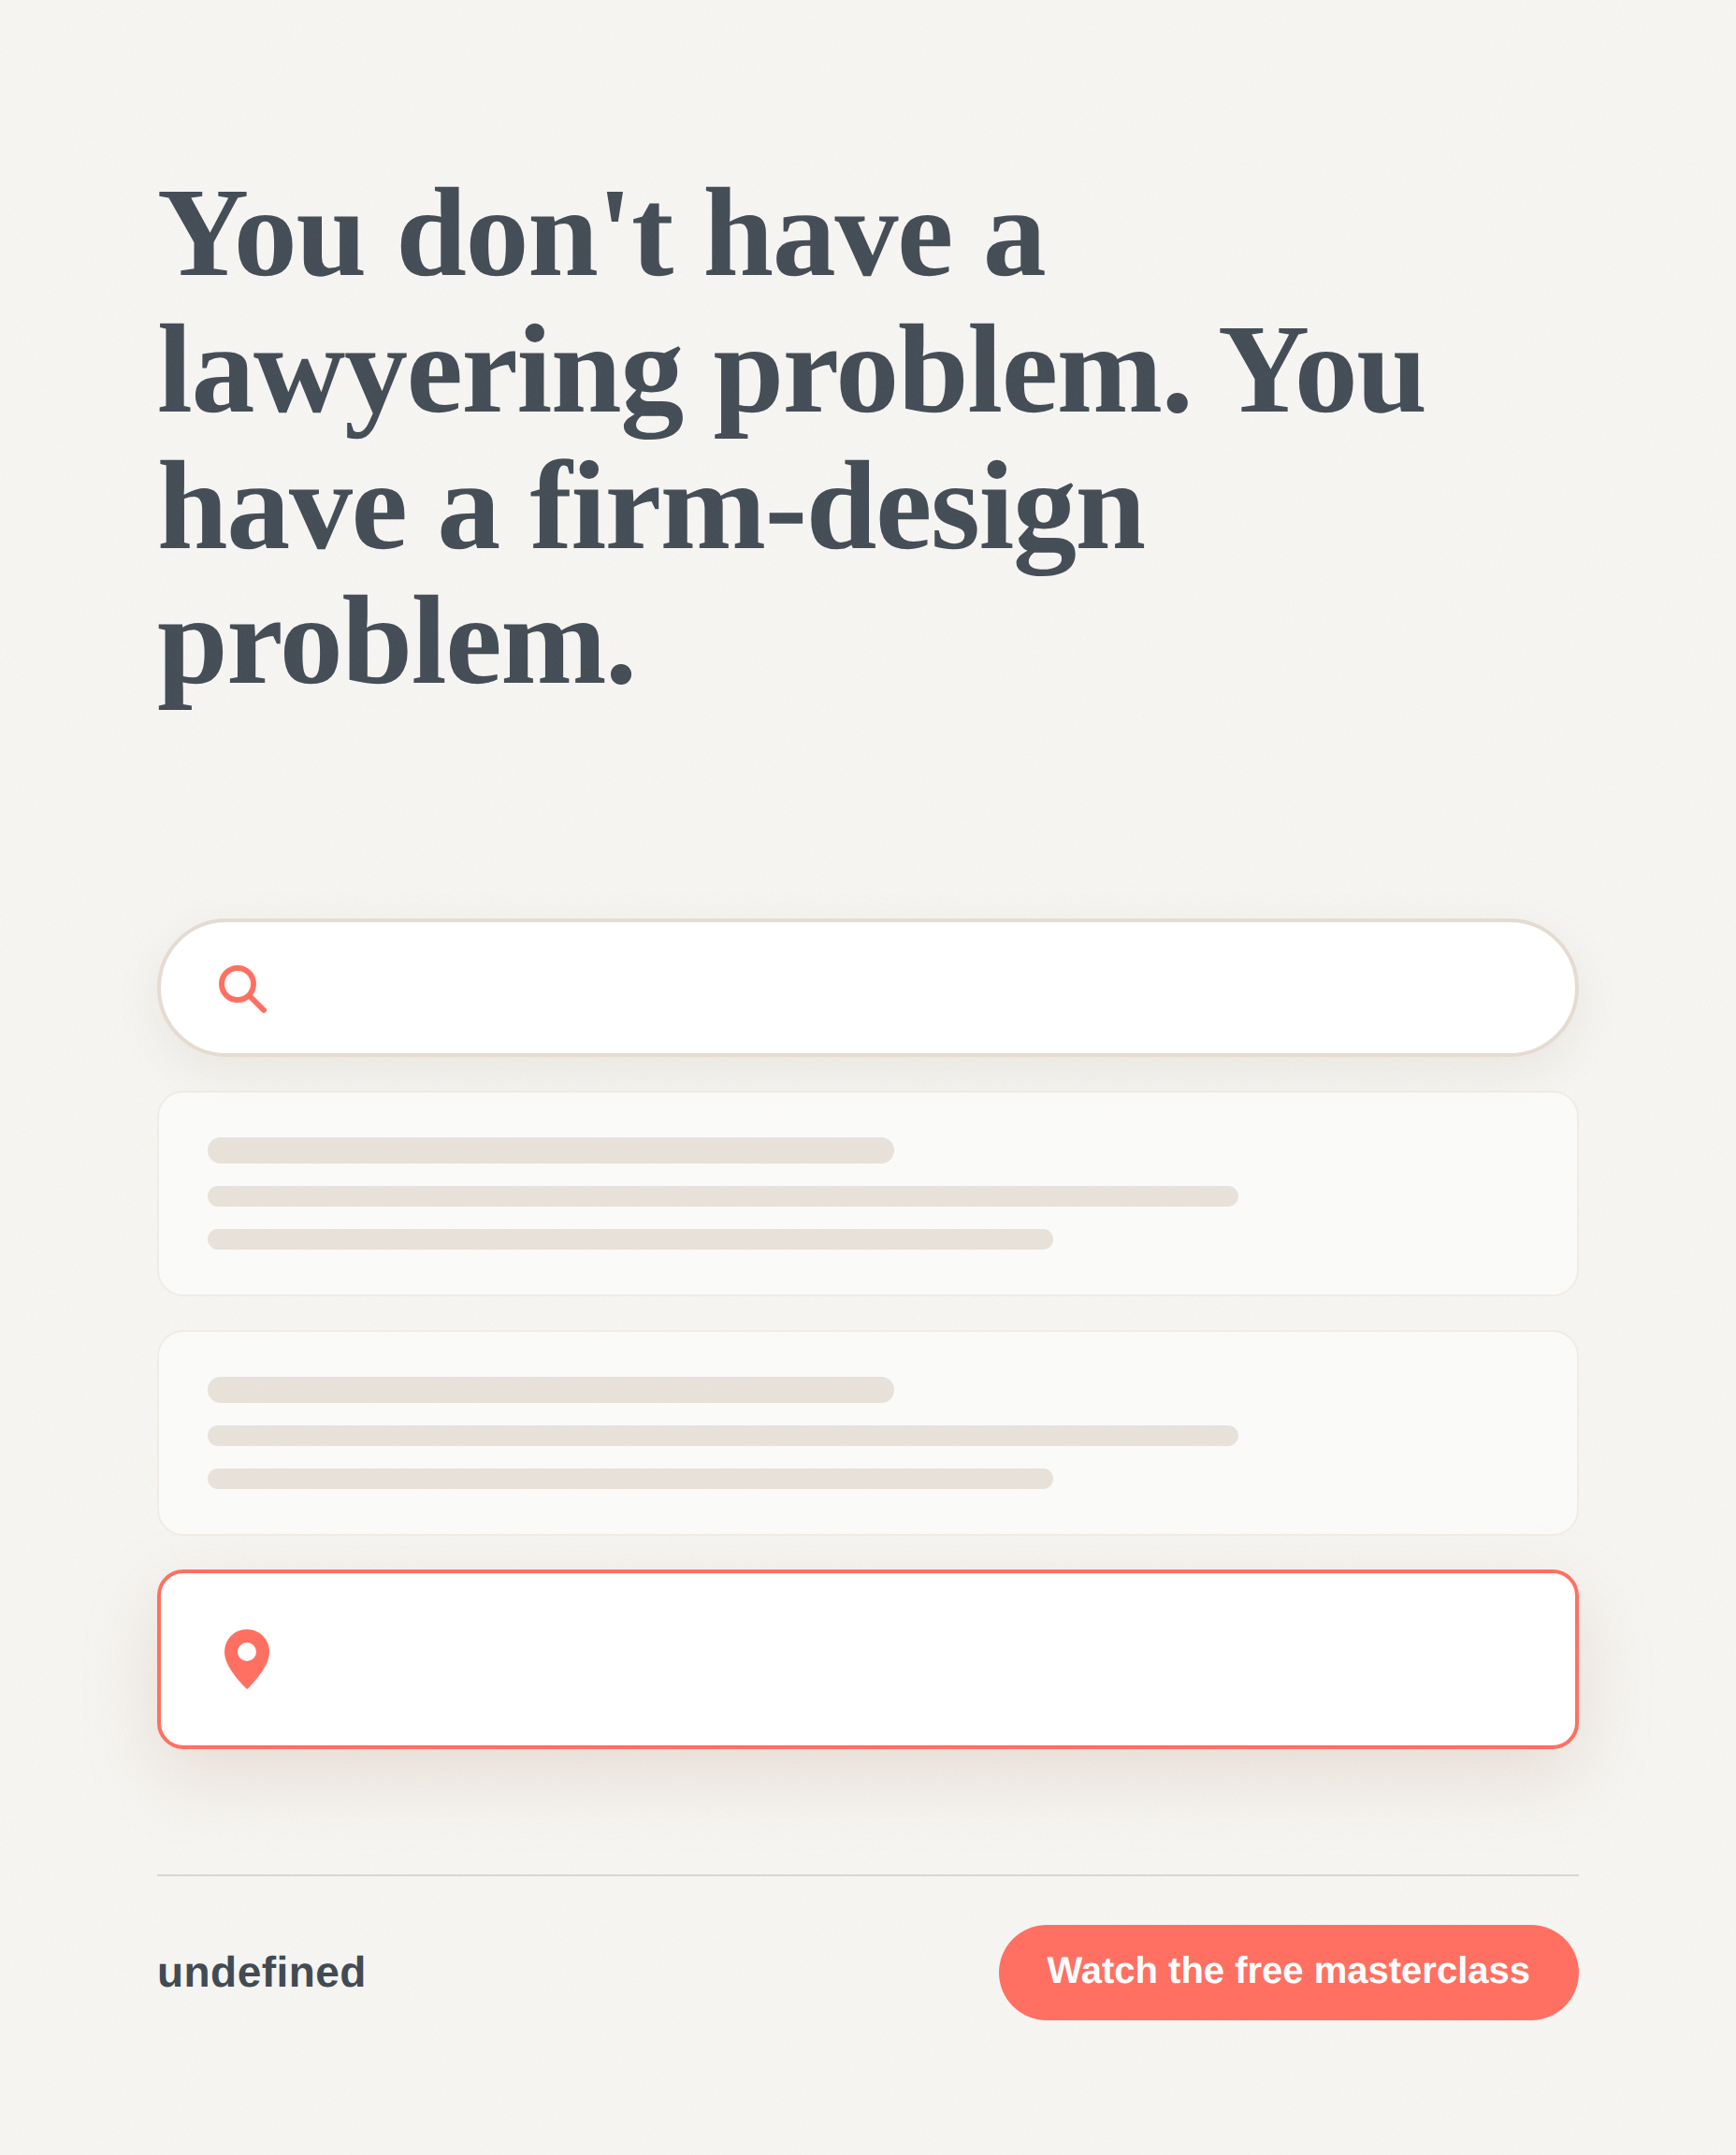 You don't have a
lawyering problem. You
have a firm-design
problem.
undefined
Watch the free masterclass